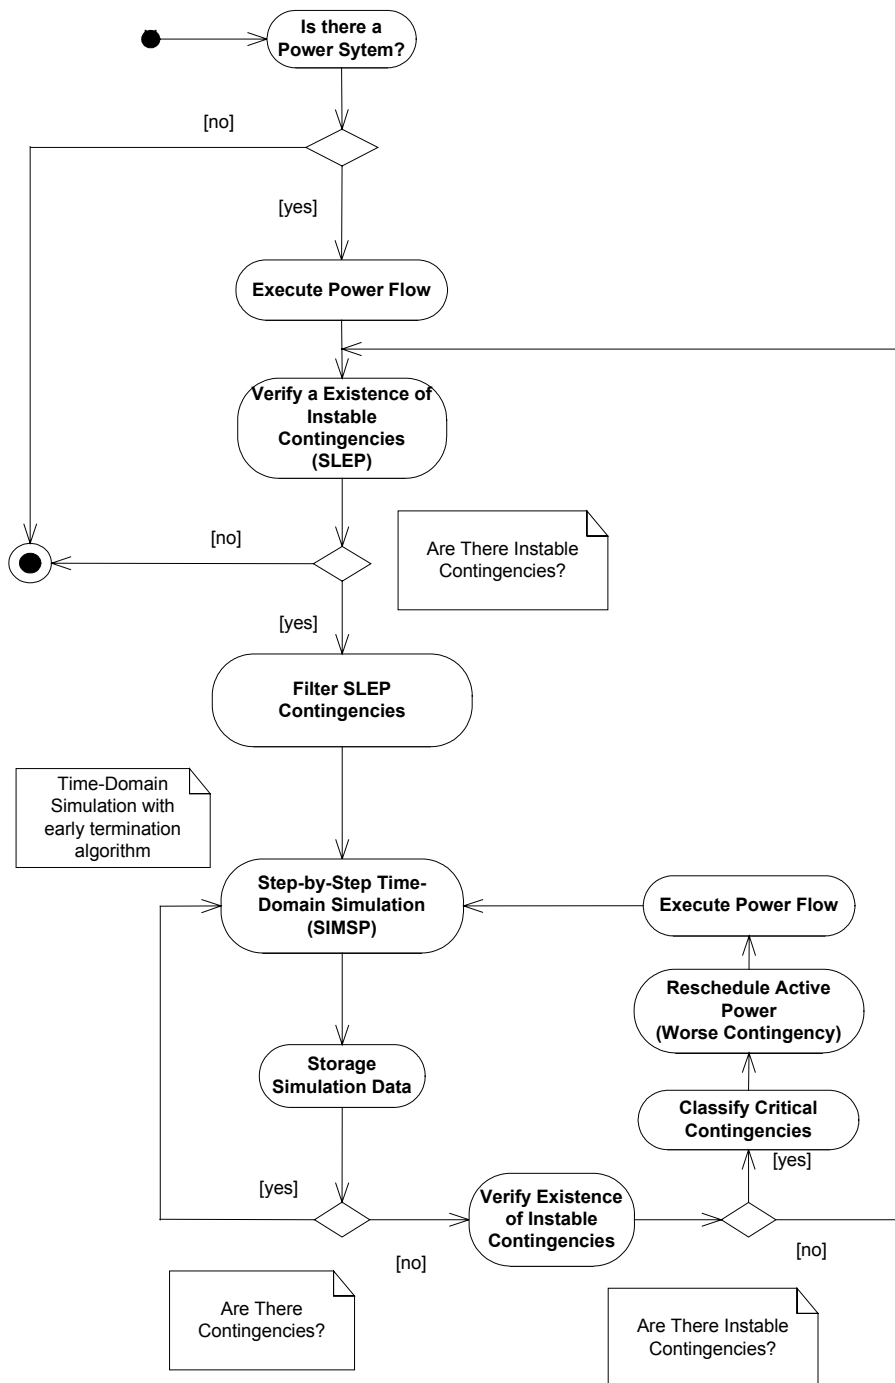 Is there a
Power Sytem?
[no]
[yes]
Execute Power Flow
Verify a Existence of
Instable
Contingencies
(SLEP)
[no]
Are There Instable
Contingencies?
[yes]
Filter SLEP
Contingencies
Time-Domain
Simulation with
early termination
algorithm
Step-by-Step Time-
Domain Simulation
(SIMSP)
Execute Power Flow
Reschedule Active
Power
(Worse Contingency)
Storage
Simulation Data
Classify Critical
Contingencies
[yes]
[yes]
Verify Existence
of Instable
Contingencies
[no]
[no]
Are There
Contingencies?
Are There Instable
Contingencies?